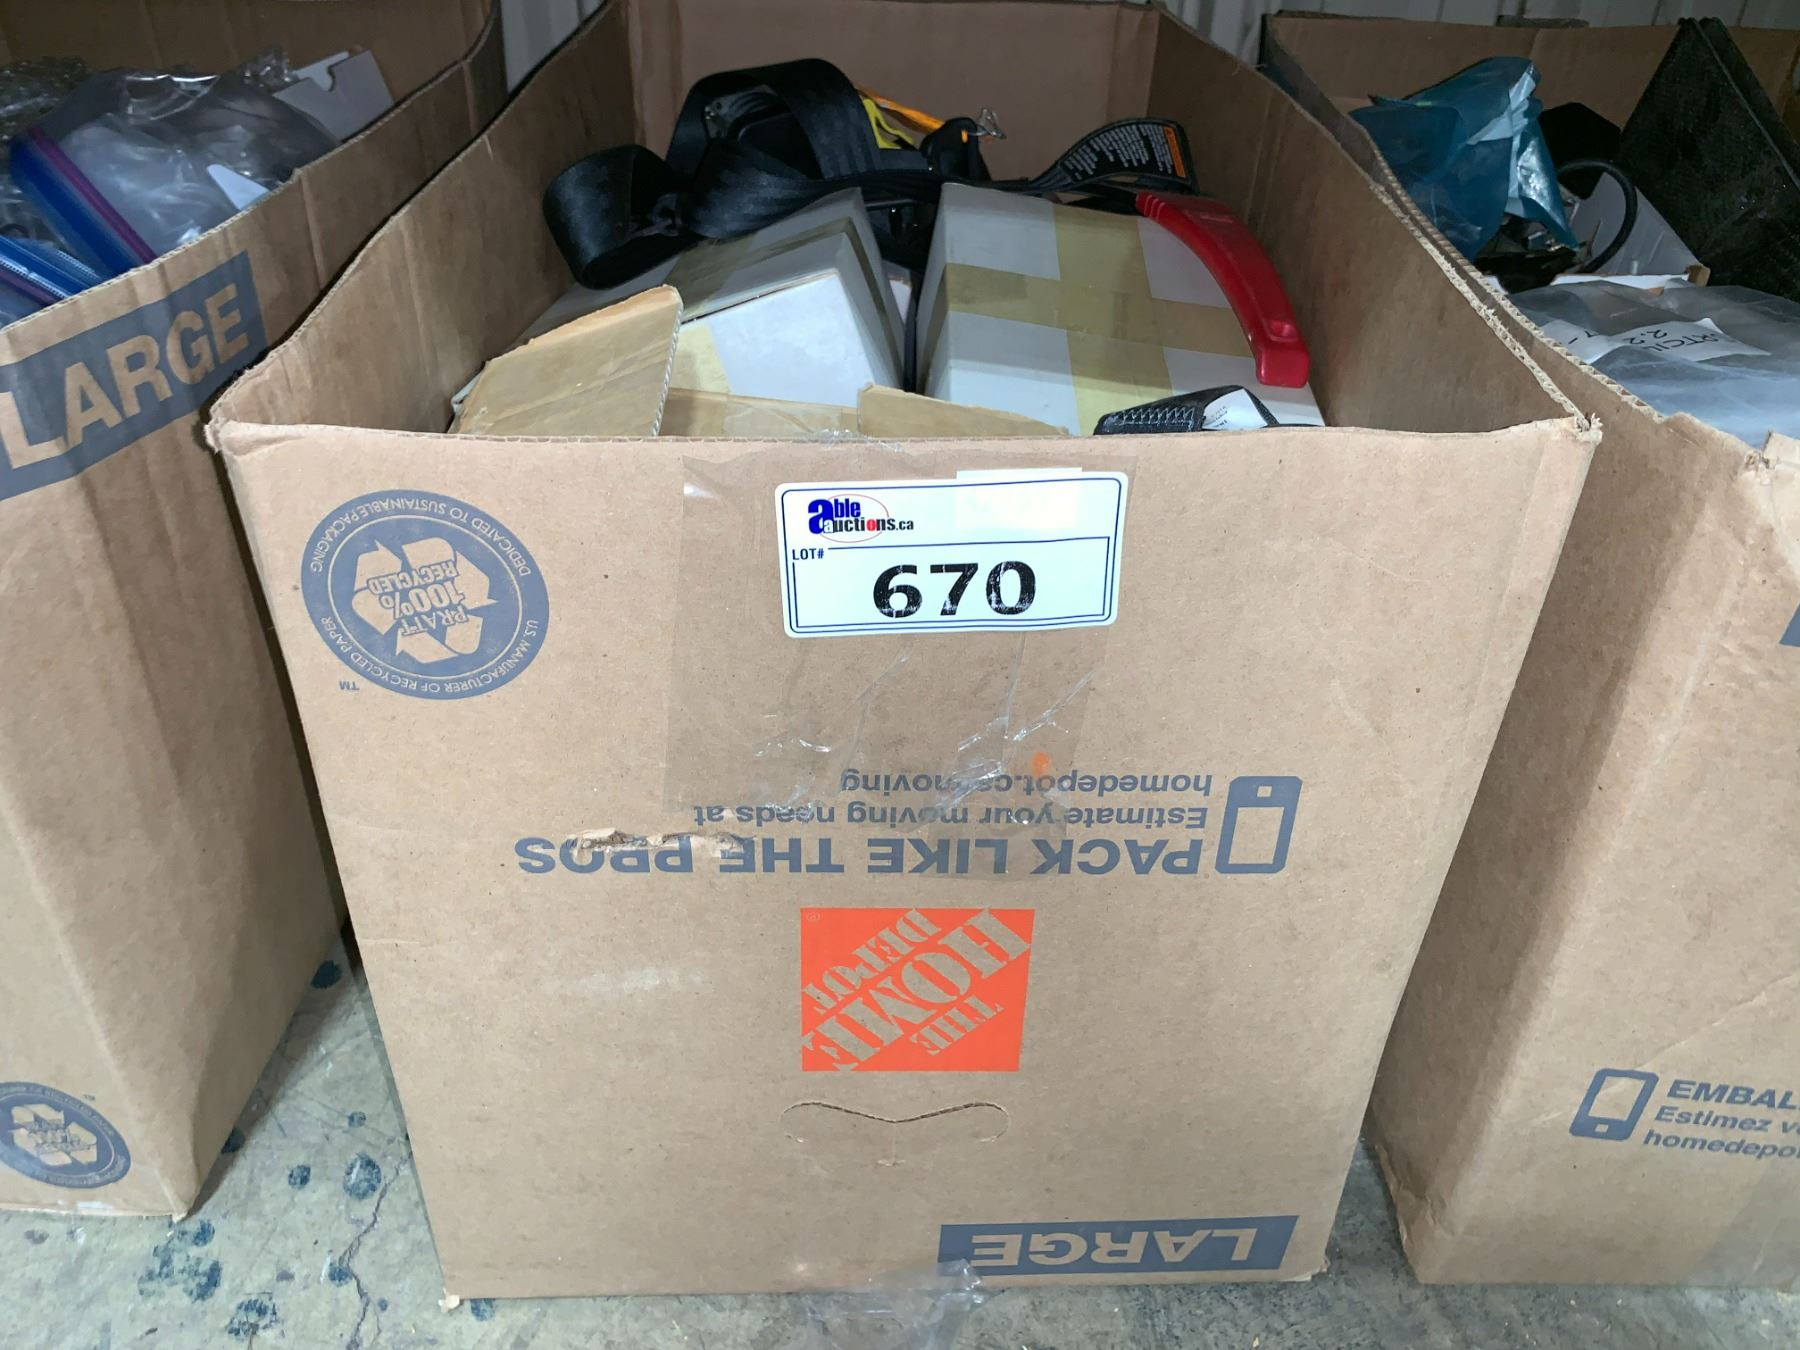 LARGE
able
auctions.ca
LOT#
670
DEDICATED TO SUSTAINABLE PACKAGING
U.S. MANUFACTURER OF RECYCLED PAPER
PRATT
100%
RECYCLED
TM
LARGE
THE
HOME
DEPOT
®
PACK LIKE THE PROS
Estimate your moving needs at
homedepot.ca/moving
EMBAL
Estimez v
homedepo